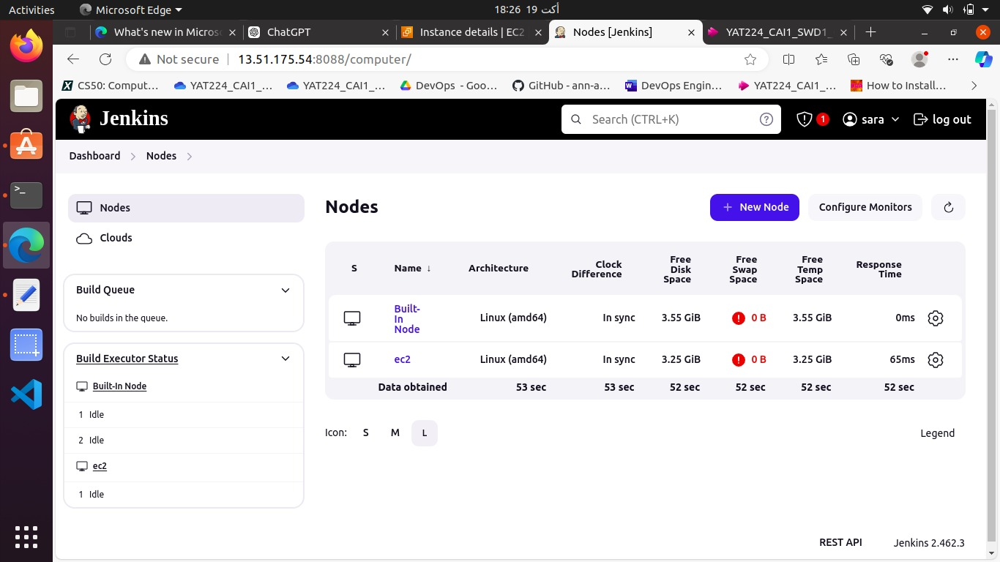 Activities
Microsoft Edge
18:26 19 أكت
What's new in Micros
ChatGPT
Instance details | EC2
Nodes [Jenkins]
YAT224_CAI1_SWD1_
Not secure
13.51.175.54:8088/computer/
CS50: Comput...
YAT224_CAI1_...
YAT224_CAI1_...
DevOps - Goo...
GitHub - ann-a...
DevOps Engin...
YAT224_CAI1_...
How to Install...
Jenkins
Search (CTRL+K)
1
sara
log out
Dashboard
Nodes
Nodes
Clouds
Build Queue
No builds in the queue.
Build Executor Status
Built-In Node
1 Idle
2 Idle
ec2
1 Idle
Nodes
+ New Node
Configure Monitors
S Name ↓ Architecture Clock Difference Free Disk Space Free Swap Space Free Temp Space Response Time
Built-In Node Linux (amd64) In sync 3.55 GiB 0 B 3.55 GiB 0ms
ec2 Linux (amd64) In sync 3.25 GiB 0 B 3.25 GiB 65ms
Data obtained 53 sec 53 sec 52 sec 52 sec 52 sec 52 sec
Icon: S M L
Legend
REST API
Jenkins 2.462.3